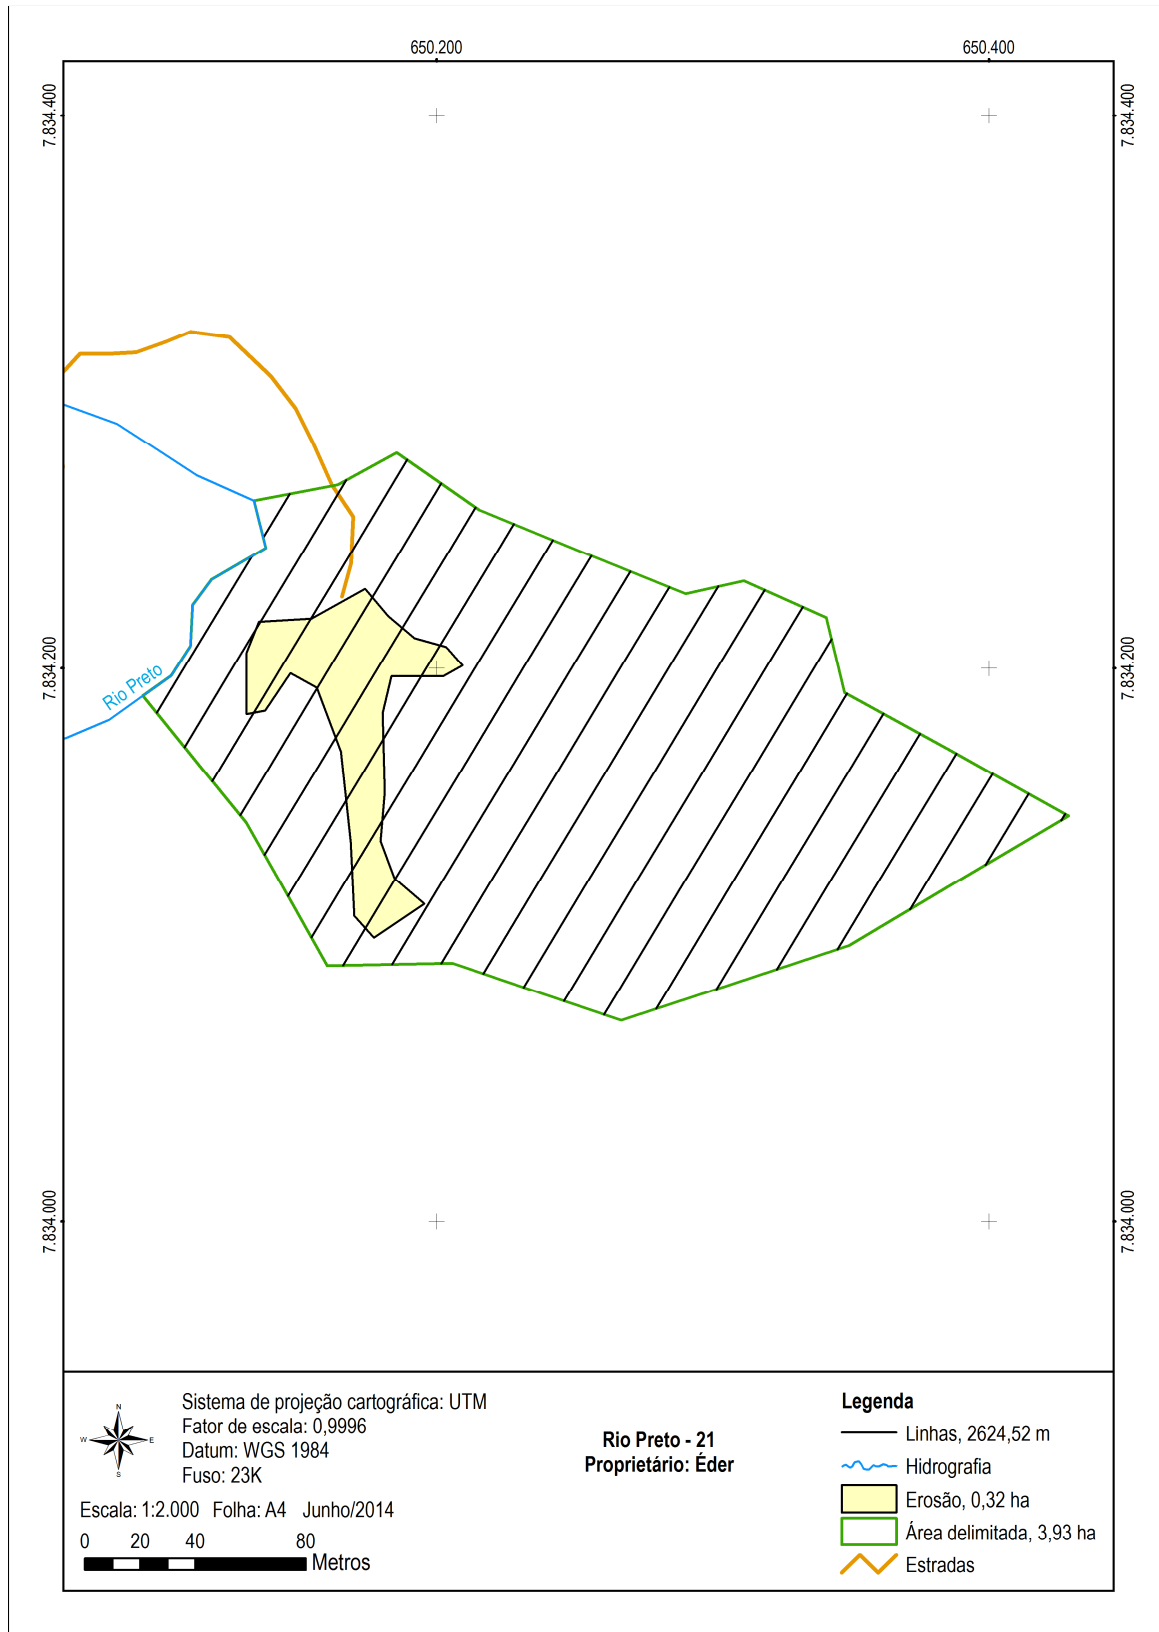 650.200
650.400
7.834.400
7.834.400
Rio Preto
7.834.200
7.834.200
7.834.000
7.834.000
N
W
E
S
Sistema de projeção cartográfica: UTM
Fator de escala: 0,9996
Datum: WGS 1984
Fuso: 23K
Escala: 1:2.000 Folha: A4 Junho/2014
0 20 40 80
Metros
Rio Preto - 21
Proprietário: Éder
Legenda
Linhas, 2624,52 m
Hidrografia
Erosão, 0,32 ha
Área delimitada, 3,93 ha
Estradas